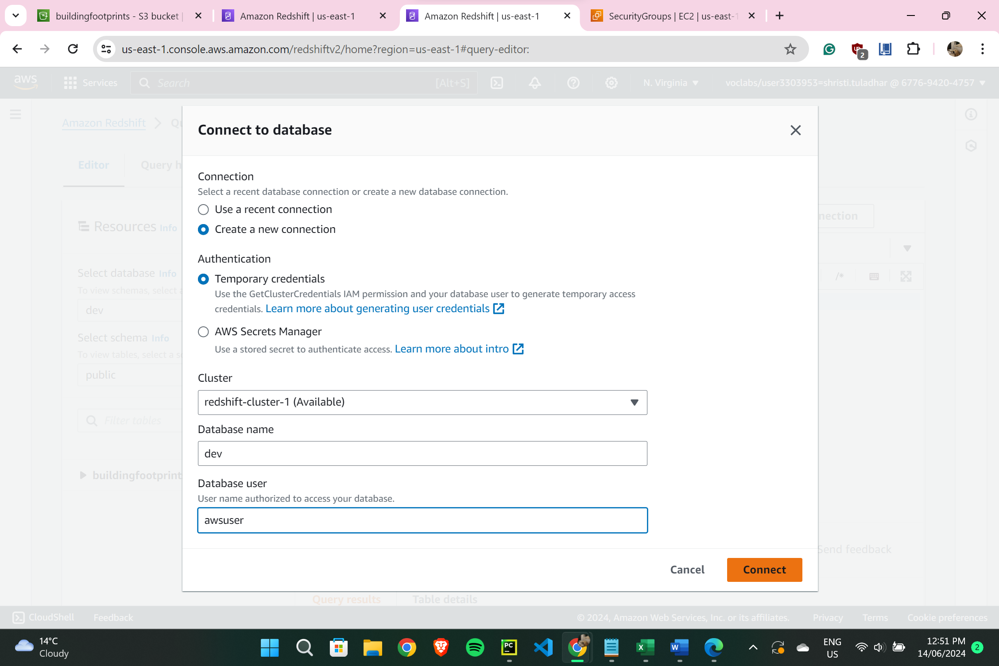 buildingfootprints - S3 bucket
Amazon Redshift | us-east-1
Amazon Redshift | us-east-1
SecurityGroups | EC2 | us-east-1
us-east-1.console.aws.amazon.com/redshiftv2/home?region=us-east-1#query-editor:
2
aws
Services
Search
[Alt+S]
N. Virginia
voclabs/user3303953=shristi.tuladhar @ 6776-9420-4757
Amazon Redshift
Qu
Connect to database
Editor
Query h
Connection
Select a recent database connection or create a new database connection.
Use a recent connection
Create a new connection
nection
Resources Info
Authentication
Temporary credentials
Use the GetClusterCredentials IAM permission and your database user to generate temporary access
credentials. Learn more about generating user credentials
Select database Info
To view schemas, select a
dev
/*
AWS Secrets Manager
Use a stored secret to authenticate access. Learn more about intro
Select schema Info
To view tables, select a sc
public
Cluster
redshift-cluster-1 (Available)
Filter tables
Database name
dev
buildingfootprint
Database user
User name authorized to access your database.
awsuser
Send feedback
Cancel
Connect
Query results
Table details
CloudShell
Feedback
© 2024, Amazon Web Services, Inc. or its affiliates.
Privacy
Terms
Cookie preferences
14°C
Cloudy
PC
X
W
ENG
US
12:51 PM
14/06/2024
2